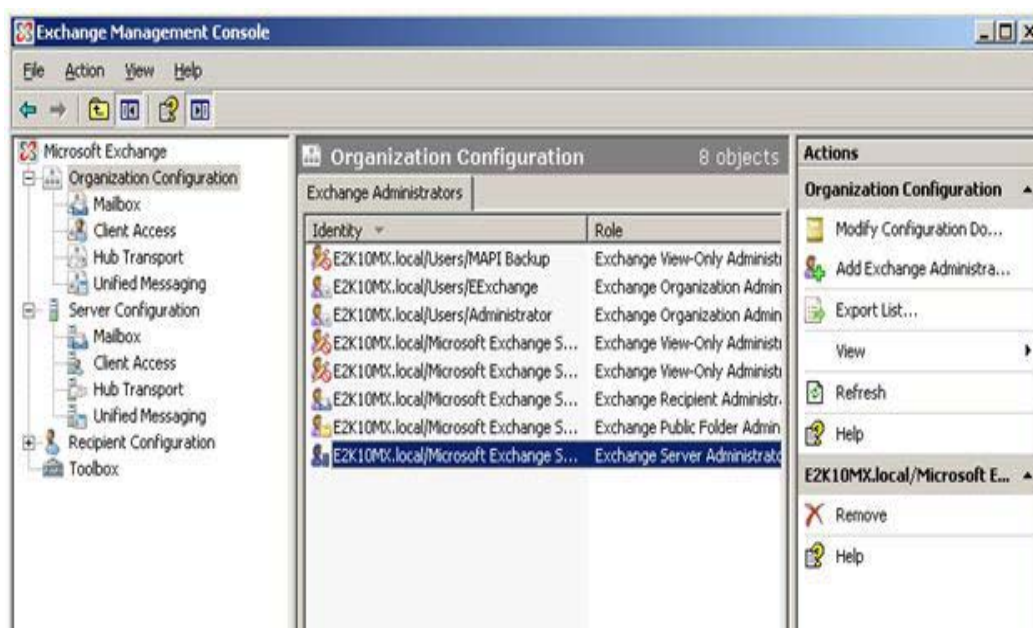 Exchange Management Console
File Action View Help
Microsoft Exchange
Organization Configuration
Mailbox
Client Access
Hub Transport
Unified Messaging
Server Configuration
Mailbox
Client Access
Hub Transport
Unified Messaging
Recipient Configuration
Toolbox
Organization Configuration 8 objects
Exchange Administrators
Identity Role
E2K10MX.local/Users/MAPI Backup Exchange View-Only Administ
E2K10MX.local/Users/EExchange Exchange Organization Admin
E2K10MX.local/Users/Administrator Exchange Organization Admin
E2K10MX.local/Microsoft Exchange S... Exchange View-Only Administ
E2K10MX.local/Microsoft Exchange S... Exchange View-Only Administ
E2K10MX.local/Microsoft Exchange S... Exchange Recipient Administr
E2K10MX.local/Microsoft Exchange S... Exchange Public Folder Admin
E2K10MX.local/Microsoft Exchange S... Exchange Server Administrato
Actions
Organization Configuration
Modify Configuration Do...
Add Exchange Administra...
Export List...
View
Refresh
Help
E2K10MX.local/Microsoft E...
Remove
Help